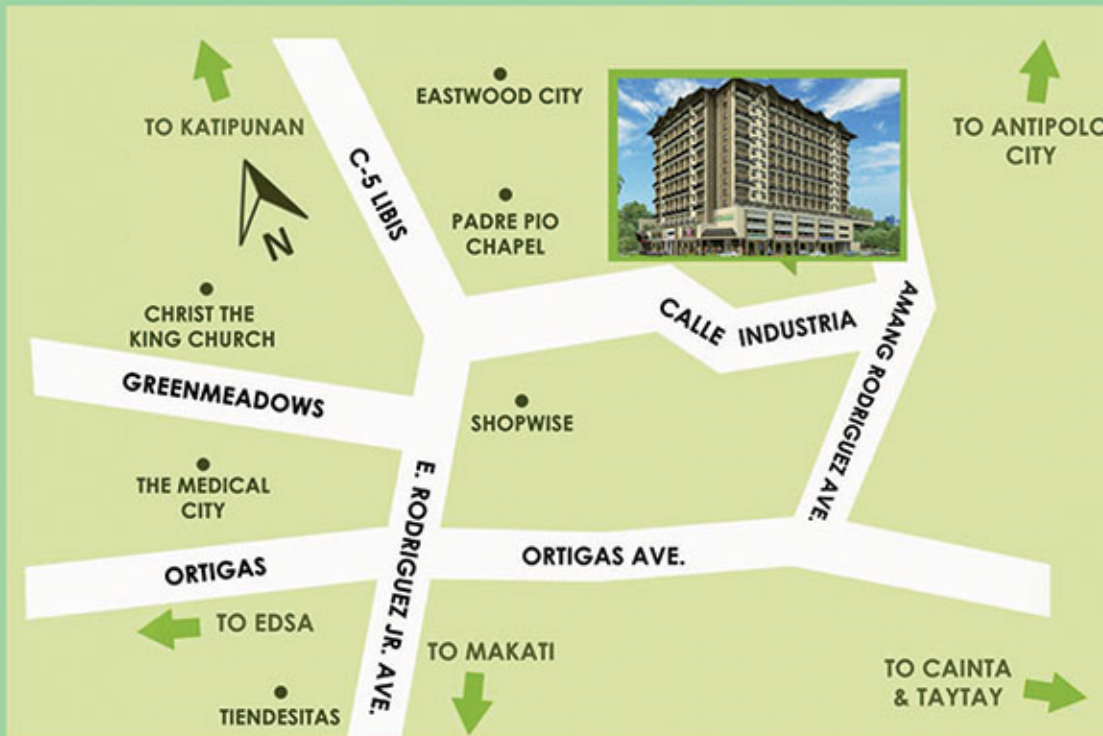 EASTWOOD CITY
TO KATIPUNAN
TO ANTIPOLO
CITY
C-5 LIBIS
PADRE PIO
CHAPEL
N
CHRIST THE
KING CHURCH
CALLE INDUSTRIA
AMANG RODRIGUEZ AVE.
GREENMEADOWS
SHOPWISE
THE MEDICAL
CITY
E. RODRIGUEZ JR. AVE.
ORTIGAS
ORTIGAS AVE.
TO EDSA
TO MAKATI
TO CAINTA
& TAYTAY
TIENDESITAS